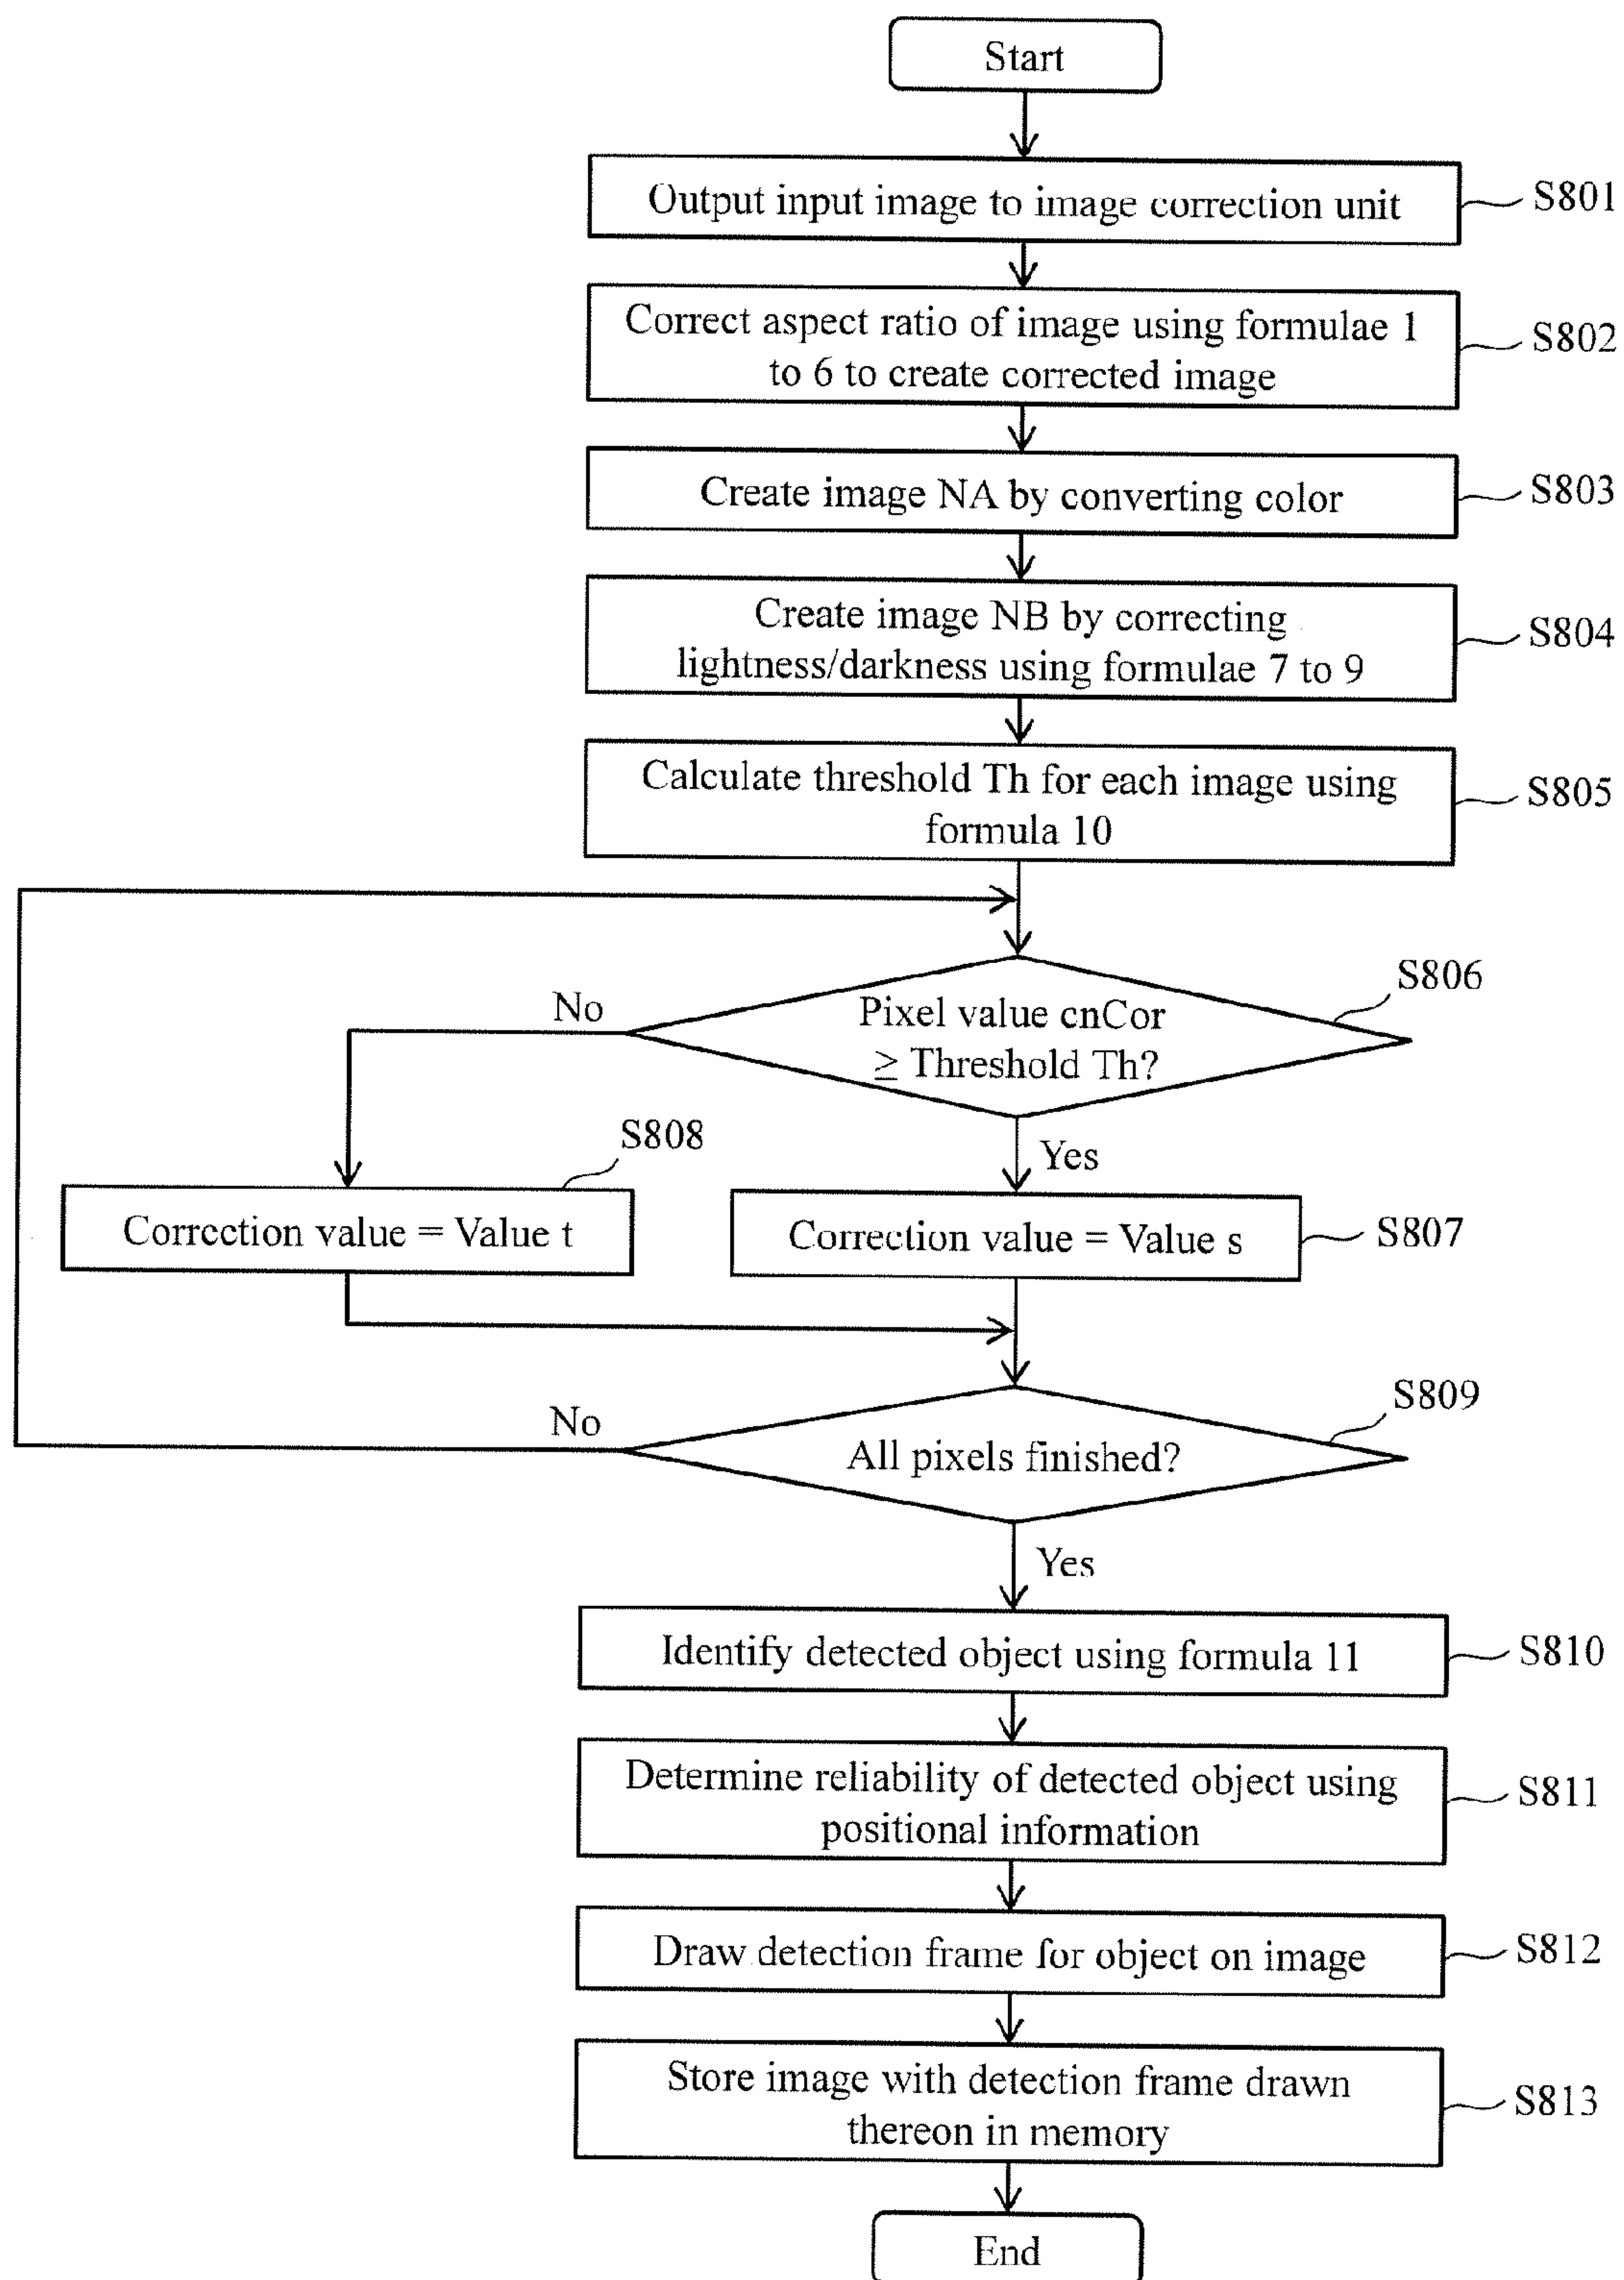 Start
Output input image to image correction unit
S801
Correct aspect ratio of image using formulae 1
to 6 to create corrected image
S802
Create image NA by converting color
S803
Create image NB by correcting
lightness/darkness using formulae 7 to 9
S804
Calculate threshold Th for each image using
formula 10
S805
S806
No
Pixel value cnCor
≥ Threshold Th?
S808
Yes
Correction value = Value t
Correction value = Value s
S807
S809
No
All pixels finished?
Yes
Identify detected object using formula 11
S810
Determine reliability of detected object using
positional information
S811
Draw detection frame for object on image
S812
Store image with detection frame drawn
thereon in memory
S813
End